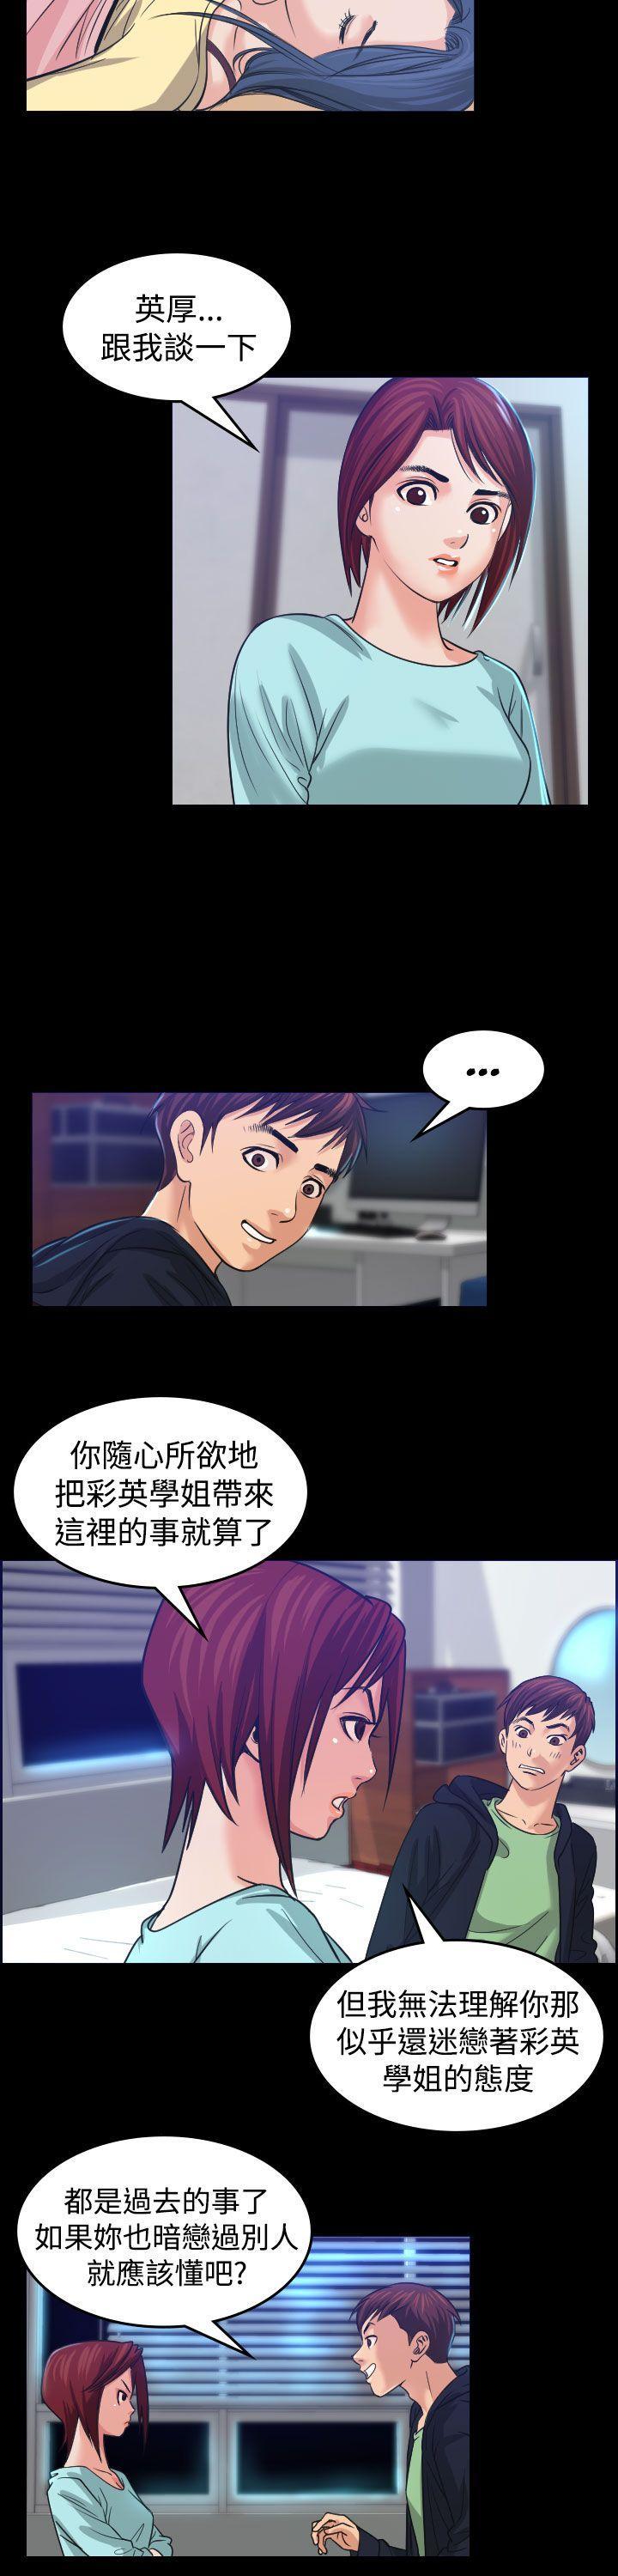 英厚...
跟我談一下
...
你隨心所欲地
把彩英學姐帶來
這裡的事就算了
但我無法理解你那
似乎還迷戀著彩英
學姐的態度
都是過去的事了
如果妳也暗戀過別人
就應該懂吧?